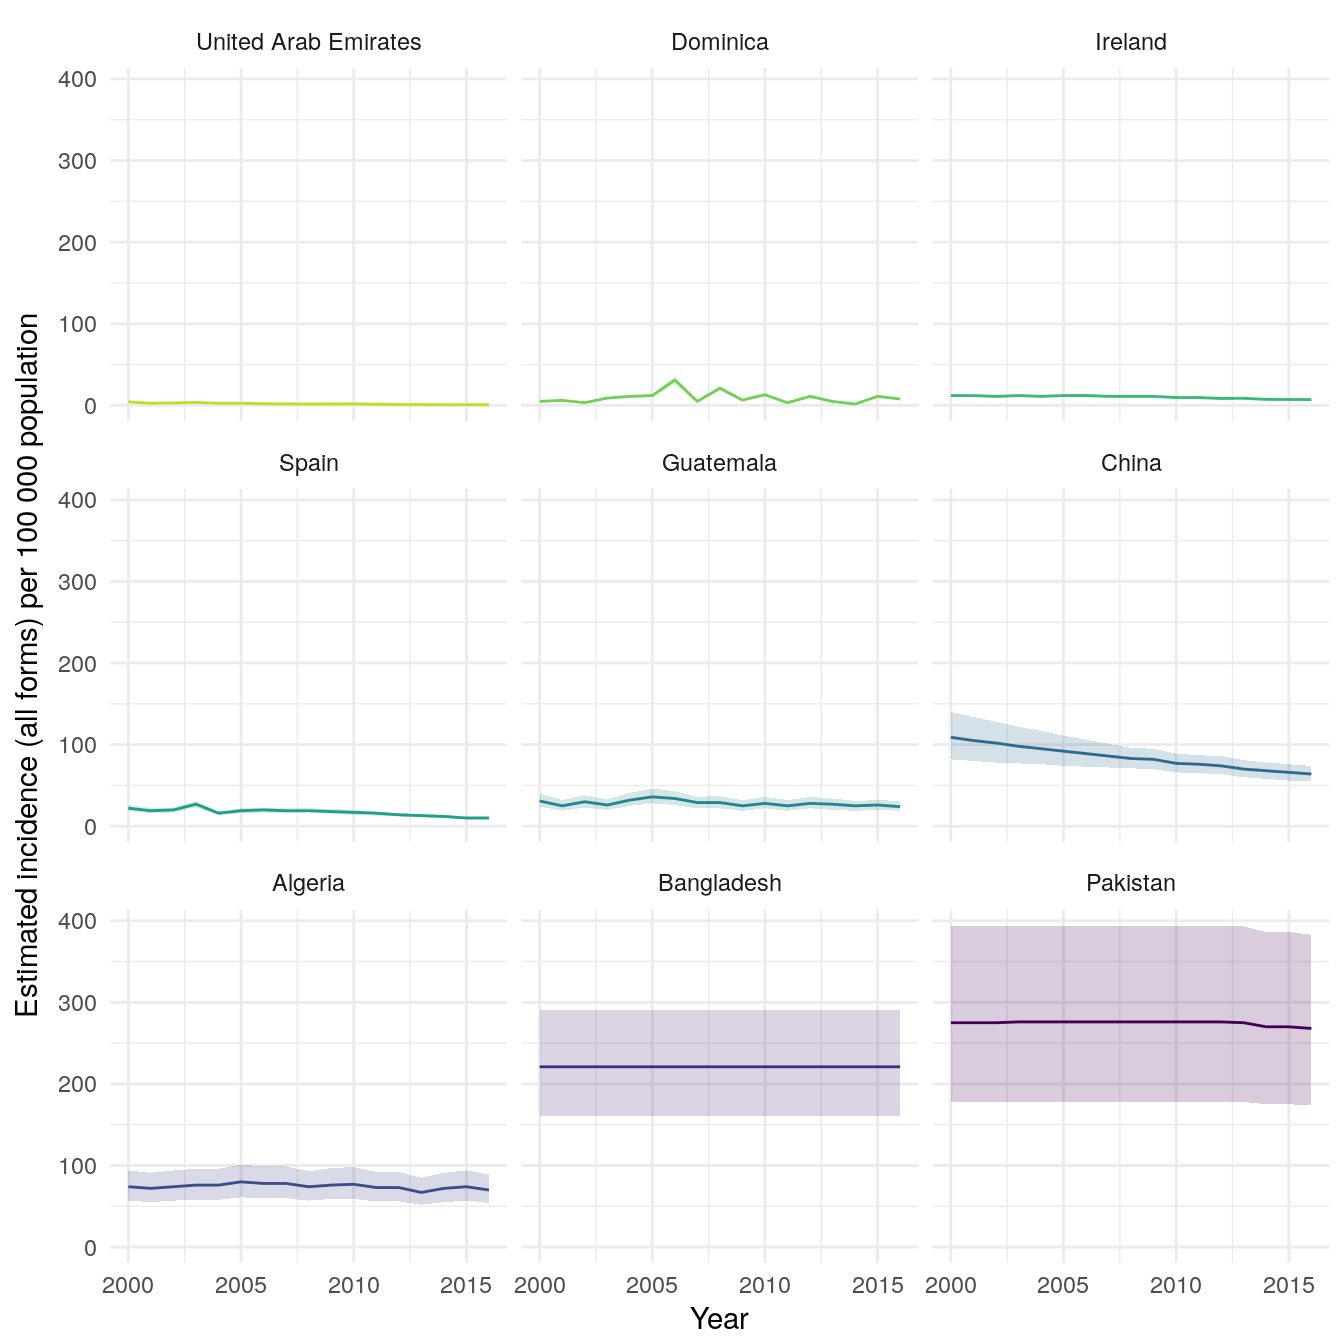 United Arab Emirates
Dominica
Ireland
400
300
200
100
0
Spain
Guatemala
China
400
300
200
100
0
Algeria
Bangladesh
Pakistan
400
300
200
100
0
2000 2005 2010 2015
2000 2005 2010 2015
2000 2005 2010 2015
Year
Estimated incidence (all forms) per 100 000 population